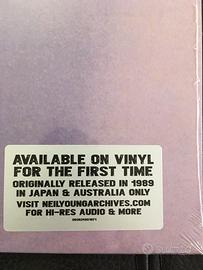 AVAILABLE ON VINYL
FOR THE FIRST TIME
ORIGINALLY RELEASED IN 1989
IN JAPAN & AUSTRALIA ONLY
VISIT NEILYOUNGARCHIVES.COM
FOR HI-RES AUDIO & MORE